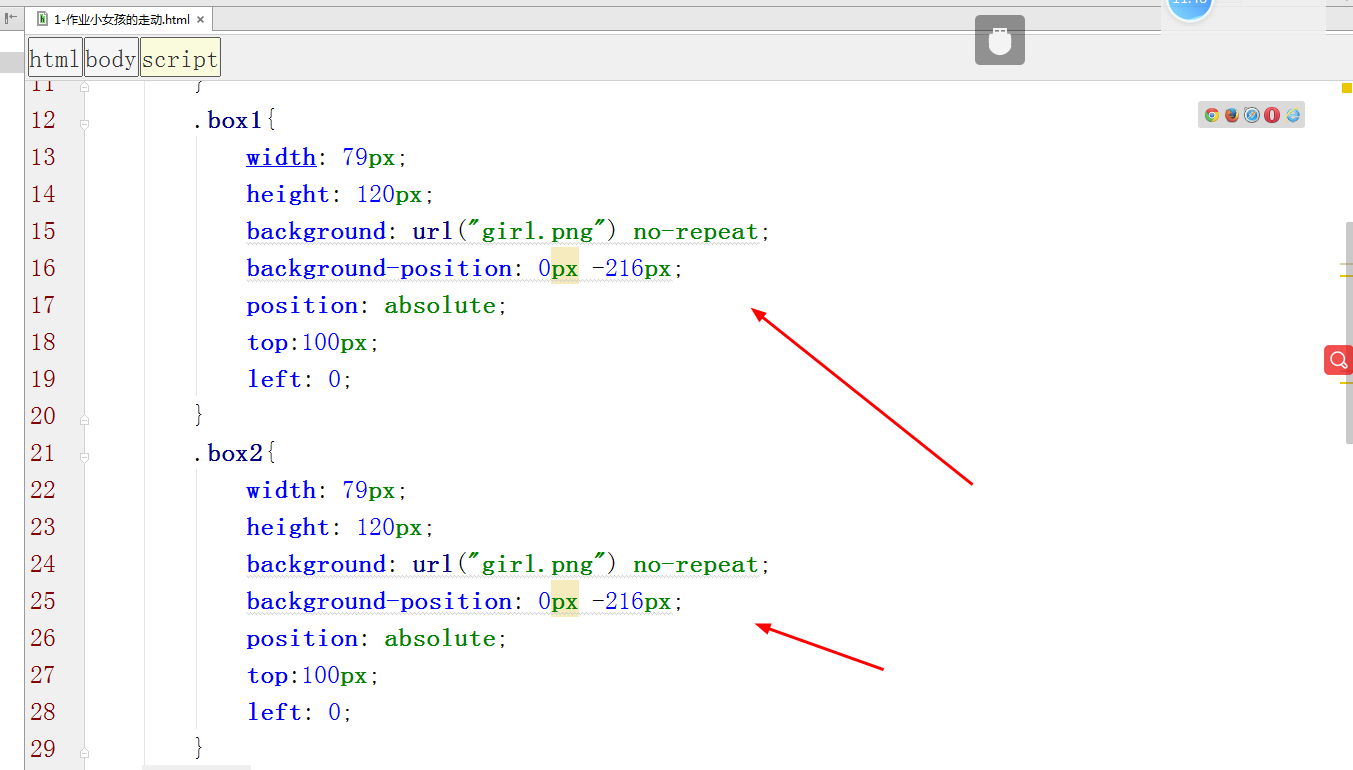 1-作业小女孩的走动.html ×
html body script
11 }
12 .box1{
13 width: 79px;
14 height: 120px;
15 background: url("girl.png") no-repeat;
16 background-position: 0px -216px;
17 position: absolute;
18 top:100px;
19 left: 0;
20 }
21 .box2{
22 width: 79px;
23 height: 120px;
24 background: url("girl.png") no-repeat;
25 background-position: 0px -216px;
26 position: absolute;
27 top:100px;
28 left: 0;
29 }